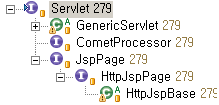 Servlet 279
GenericServlet 279
CometProcessor 279
JspPage 279
HttpJspPage 279
HttpJspBase 279